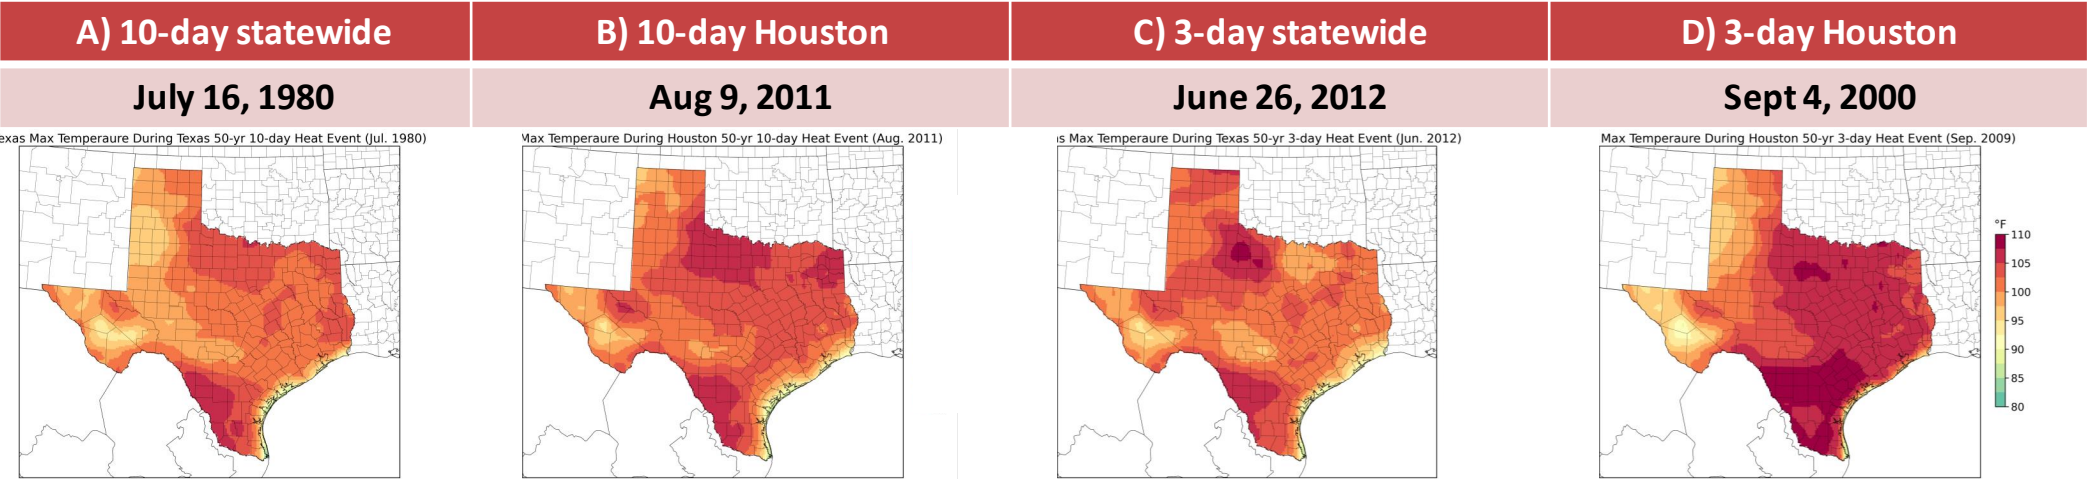 A) 10-day statewide
B) 10-day Houston
C) 3-day statewide
D) 3-day Houston
July 16, 1980
Aug 9, 2011
June 26, 2012
Sept 4, 2000
exas Max Temperaure During Texas 50-yr 10-day Heat Event (Jul. 1980)
Max Temperaure During Houston 50-yr 10-day Heat Event (Aug. 2011)
s Max Temperaure During Texas 50-yr 3-day Heat Event (Jun. 2012)
Max Temperaure During Houston 50-yr 3-day Heat Event (Sep. 2009)
°F
110
105
100
95
90
85
80